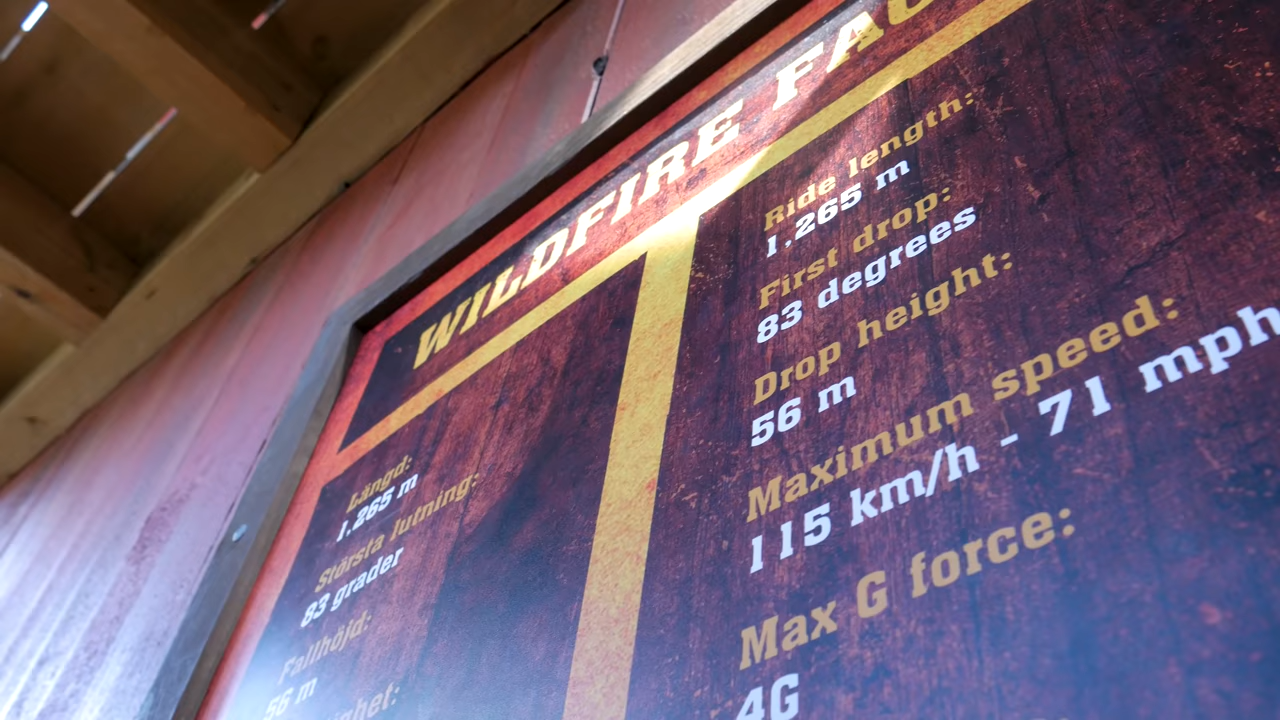 WILDFIRE FAC
Längd:
1.265 m
Största lutning:
83 grader
Fallhöjd:
56 m
Ride length:
1.265 m
First drop:
83 degrees
Drop height:
56 m
Maximum speed:
115 km/h - 71 mph
Max G force:
4G